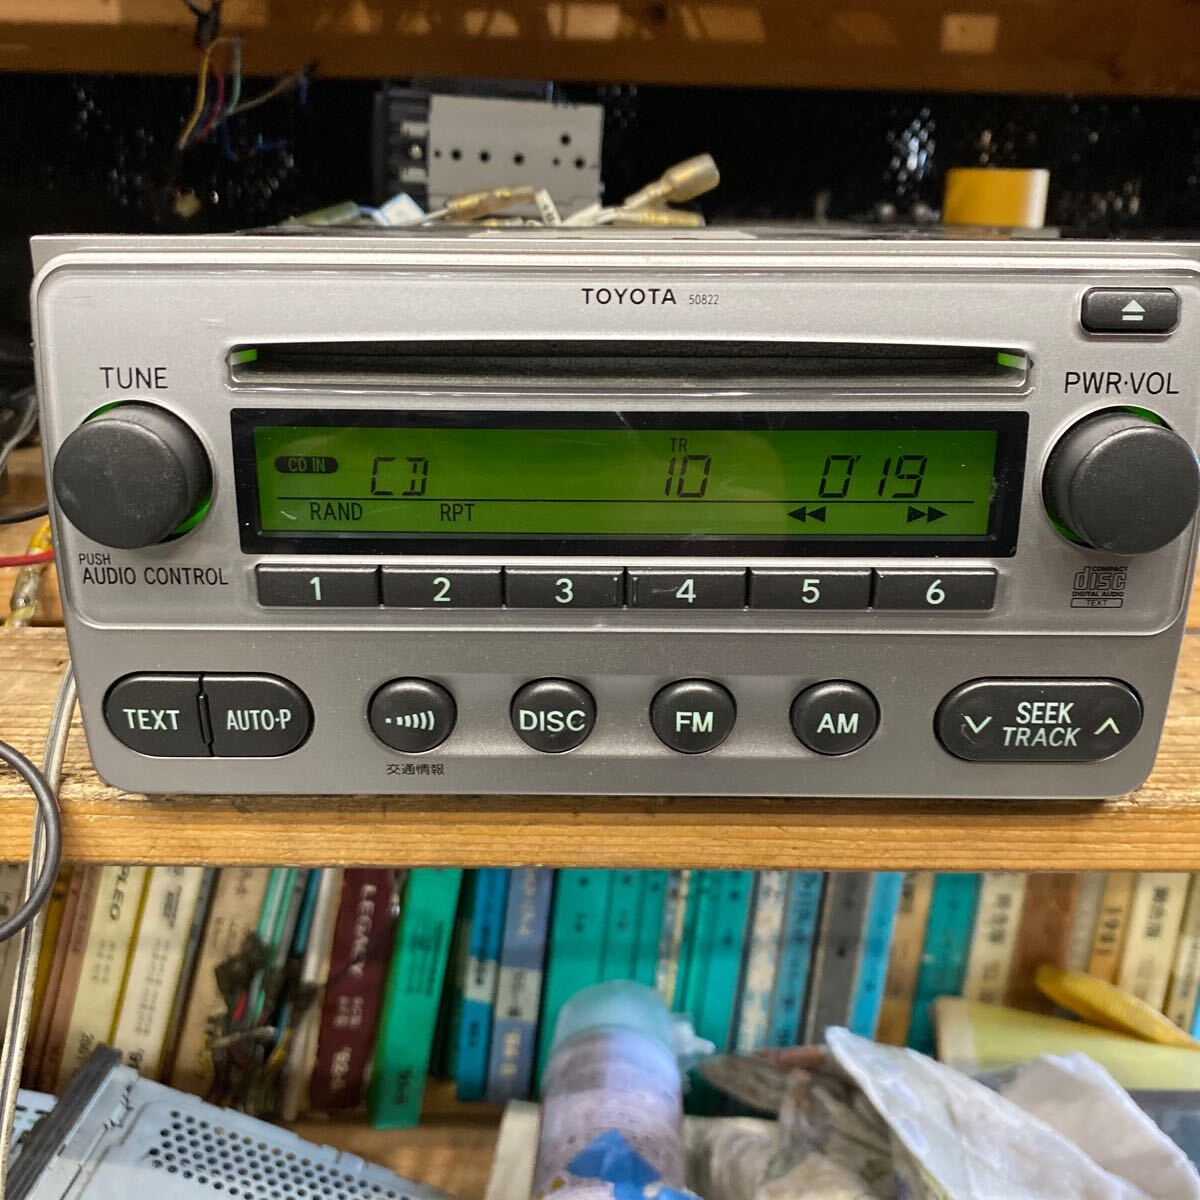 TOYOTA 50822
TUNE
PWR·VOL
CD IN
CD
TR
10
0'19
RAND
RPT
PUSH
AUDIO CONTROL
1
2
3
4
5
6
COMPACT
disc
DIGITAL AUDIO
TEXT
TEXT
AUTO·P
DISC
FM
AM
SEEK
TRACK
交通情報
PLEO
LEGACY
1981